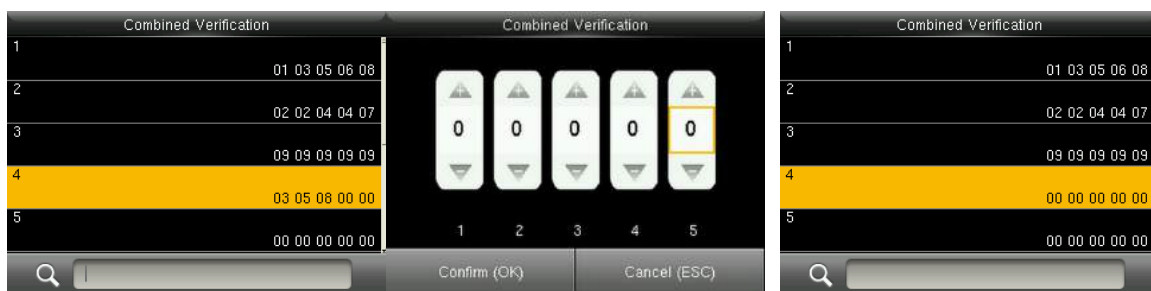 Combined Verification
1
01 03 05 06 08
2
02 02 04 04 07
3
09 09 09 09 09
4
03 05 08 00 00
5
00 00 00 00 00
Combined Verification
0 0 0 0 0
1 2 3 4 5
Confirm (OK) Cancel (ESC)
Combined Verification
1
01 03 05 06 08
2
02 02 04 04 07
3
09 09 09 09 09
4
00 00 00 00 00
5
00 00 00 00 00